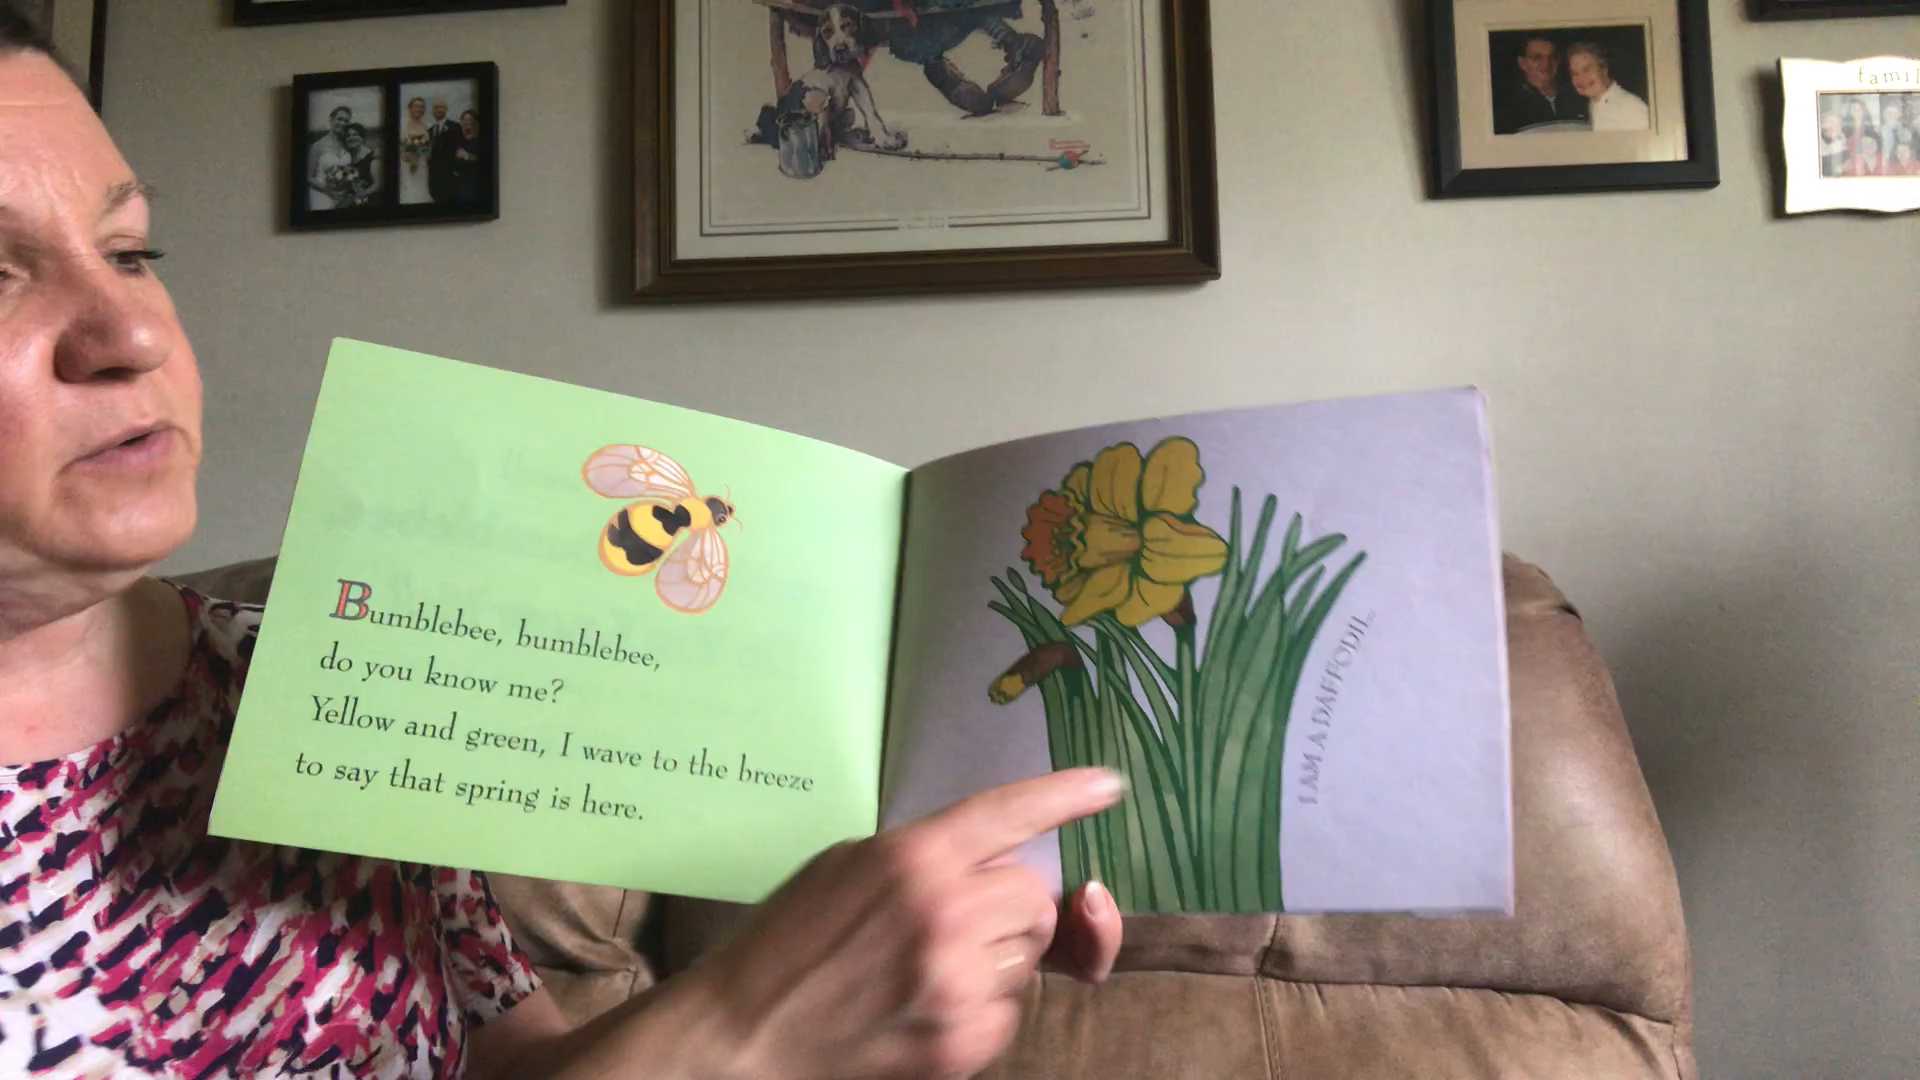 Bumblebee, bumblebee,
do you know me?
Yellow and green, I wave to the breeze
to say that spring is here.
I AM A DAFFODIL.